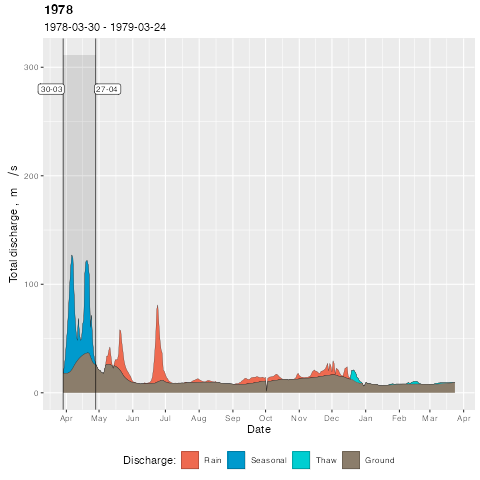 1978
1978-03-30 - 1979-03-24
300
30-03
27-04
200
Total discharge, m /s
100
0
Apr May Jun Jul Aug Sep Oct Nov Dec Jan Feb Mar Apr
Date
Discharge: Rain Seasonal Thaw Ground